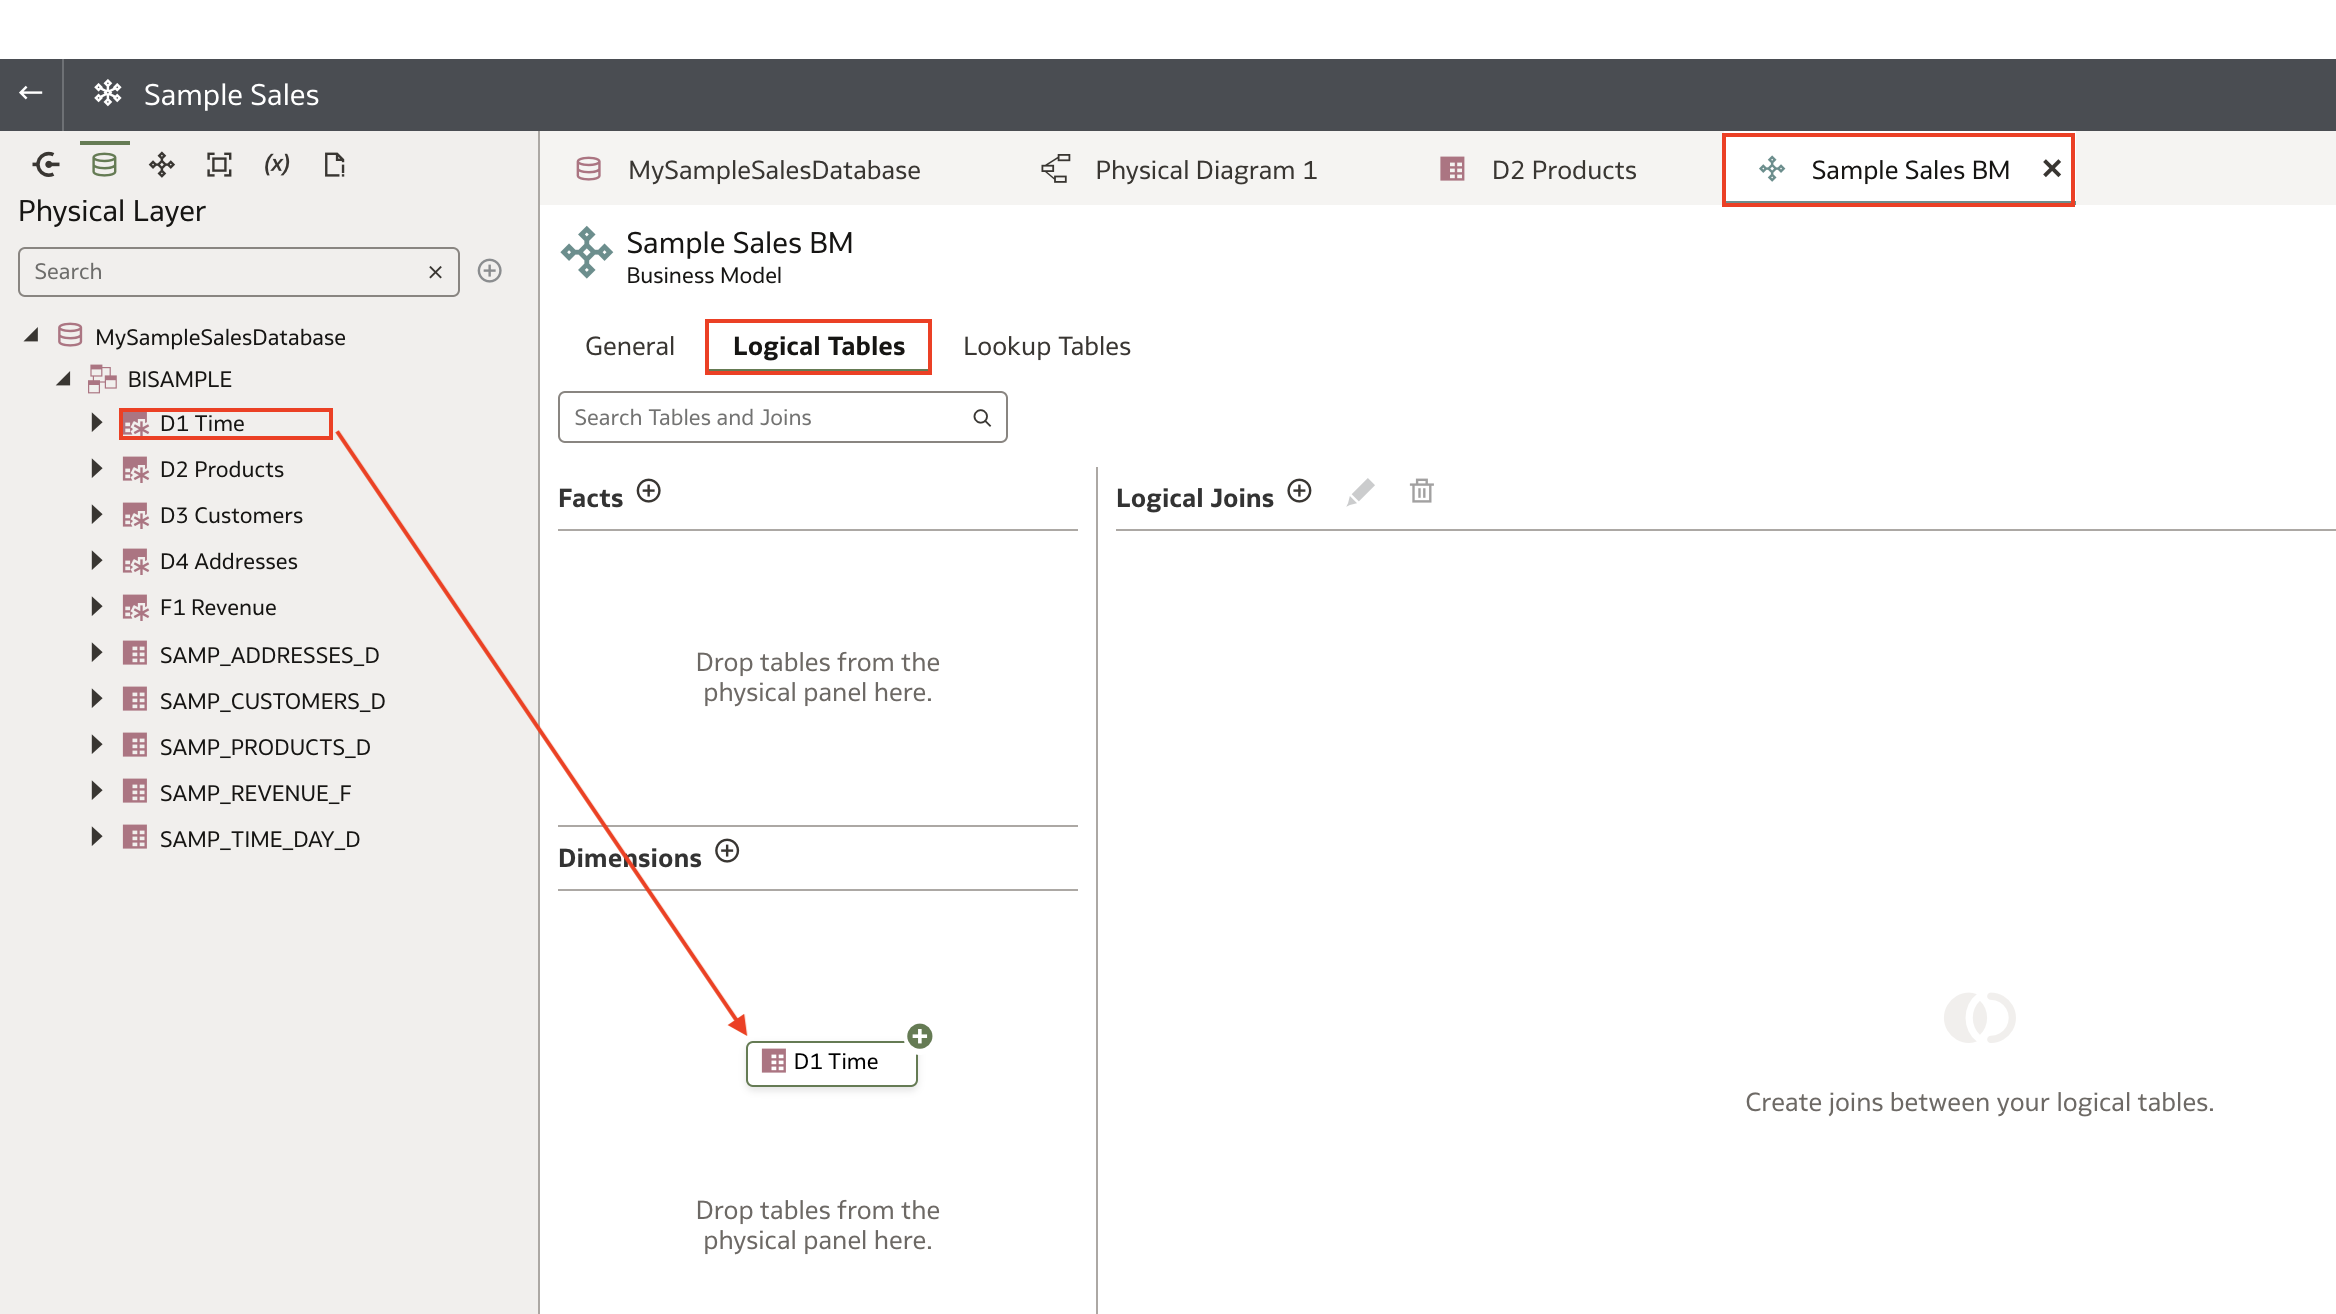 Sample Sales
MySampleSalesDatabase
Physical Diagram 1
D2 Products
Sample Sales BM
Physical Layer
Search
MySampleSalesDatabase
BISAMPLE
D1 Time
D2 Products
D3 Customers
D4 Addresses
F1 Revenue
SAMP_ADDRESSES_D
SAMP_CUSTOMERS_D
SAMP_PRODUCTS_D
SAMP_REVENUE_F
SAMP_TIME_DAY_D
Sample Sales BM
Business Model
General
Logical Tables
Lookup Tables
Search Tables and Joins
Facts
Drop tables from the
physical panel here.
Dimensions
D1 Time
Drop tables from the
physical panel here.
Logical Joins
Create joins between your logical tables.